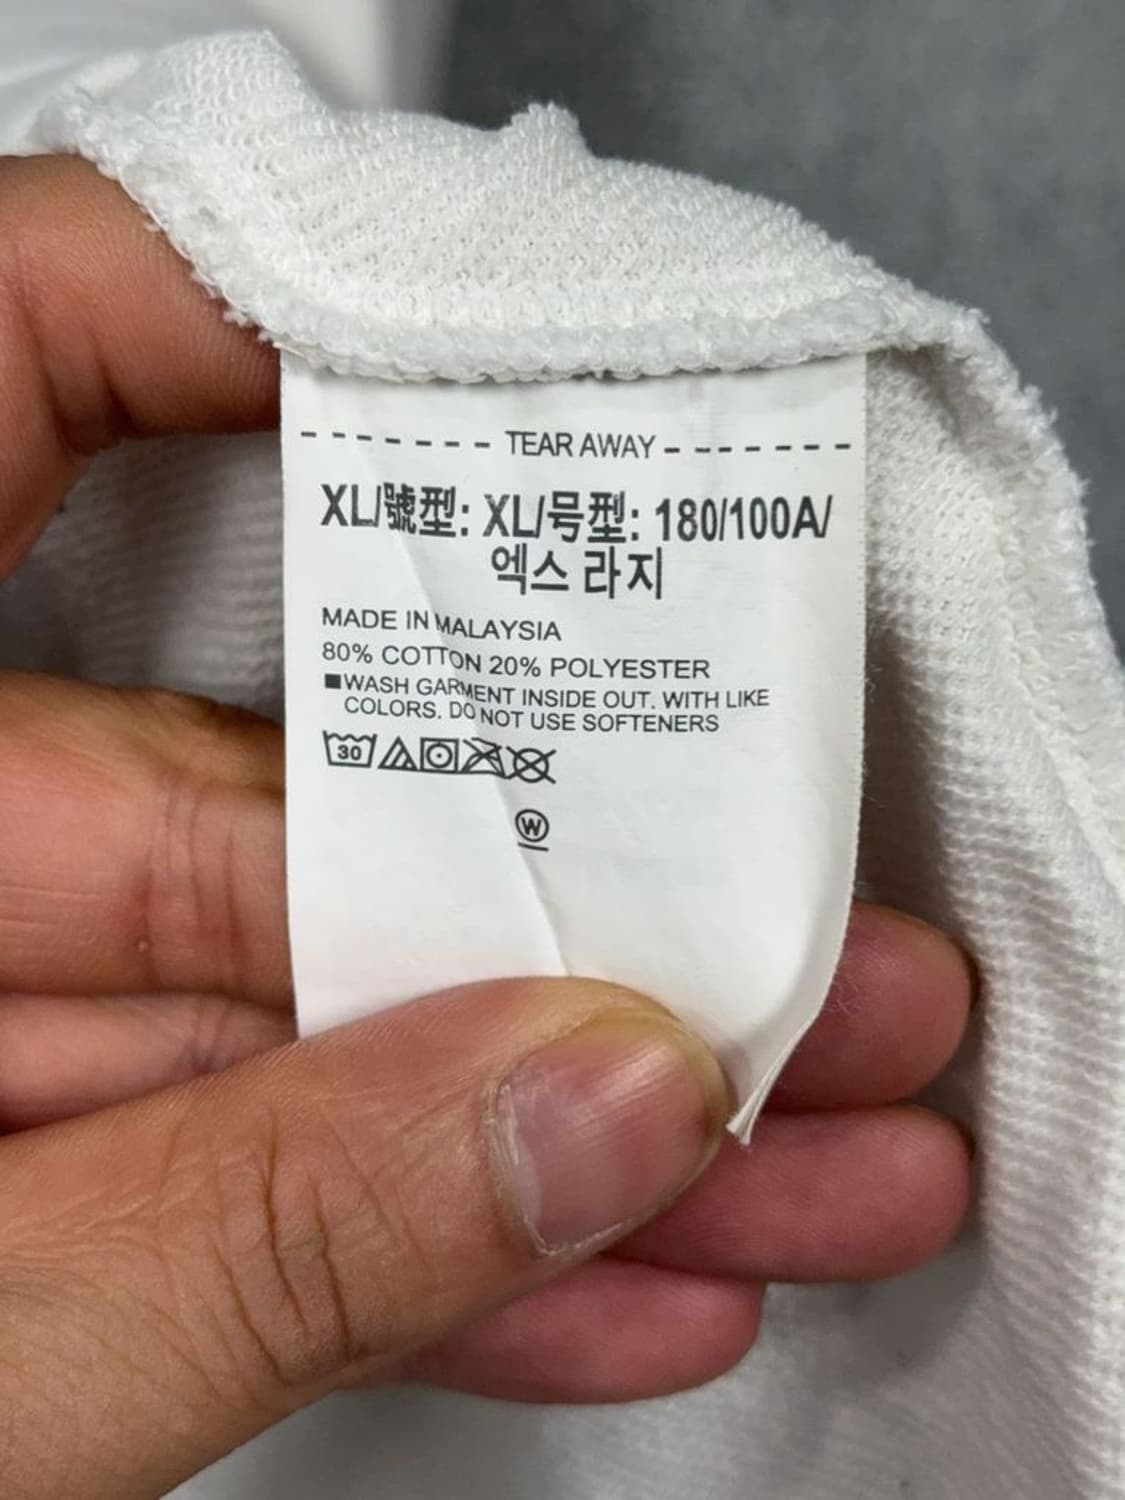 TEAR AWAY
XL/號型: XL/号型: 180/100A/
엑스 라지
MADE IN MALAYSIA
80% COTTON 20% POLYESTER
■WASH GARMENT INSIDE OUT. WITH LIKE
COLORS. DO NOT USE SOFTENERS
30
W